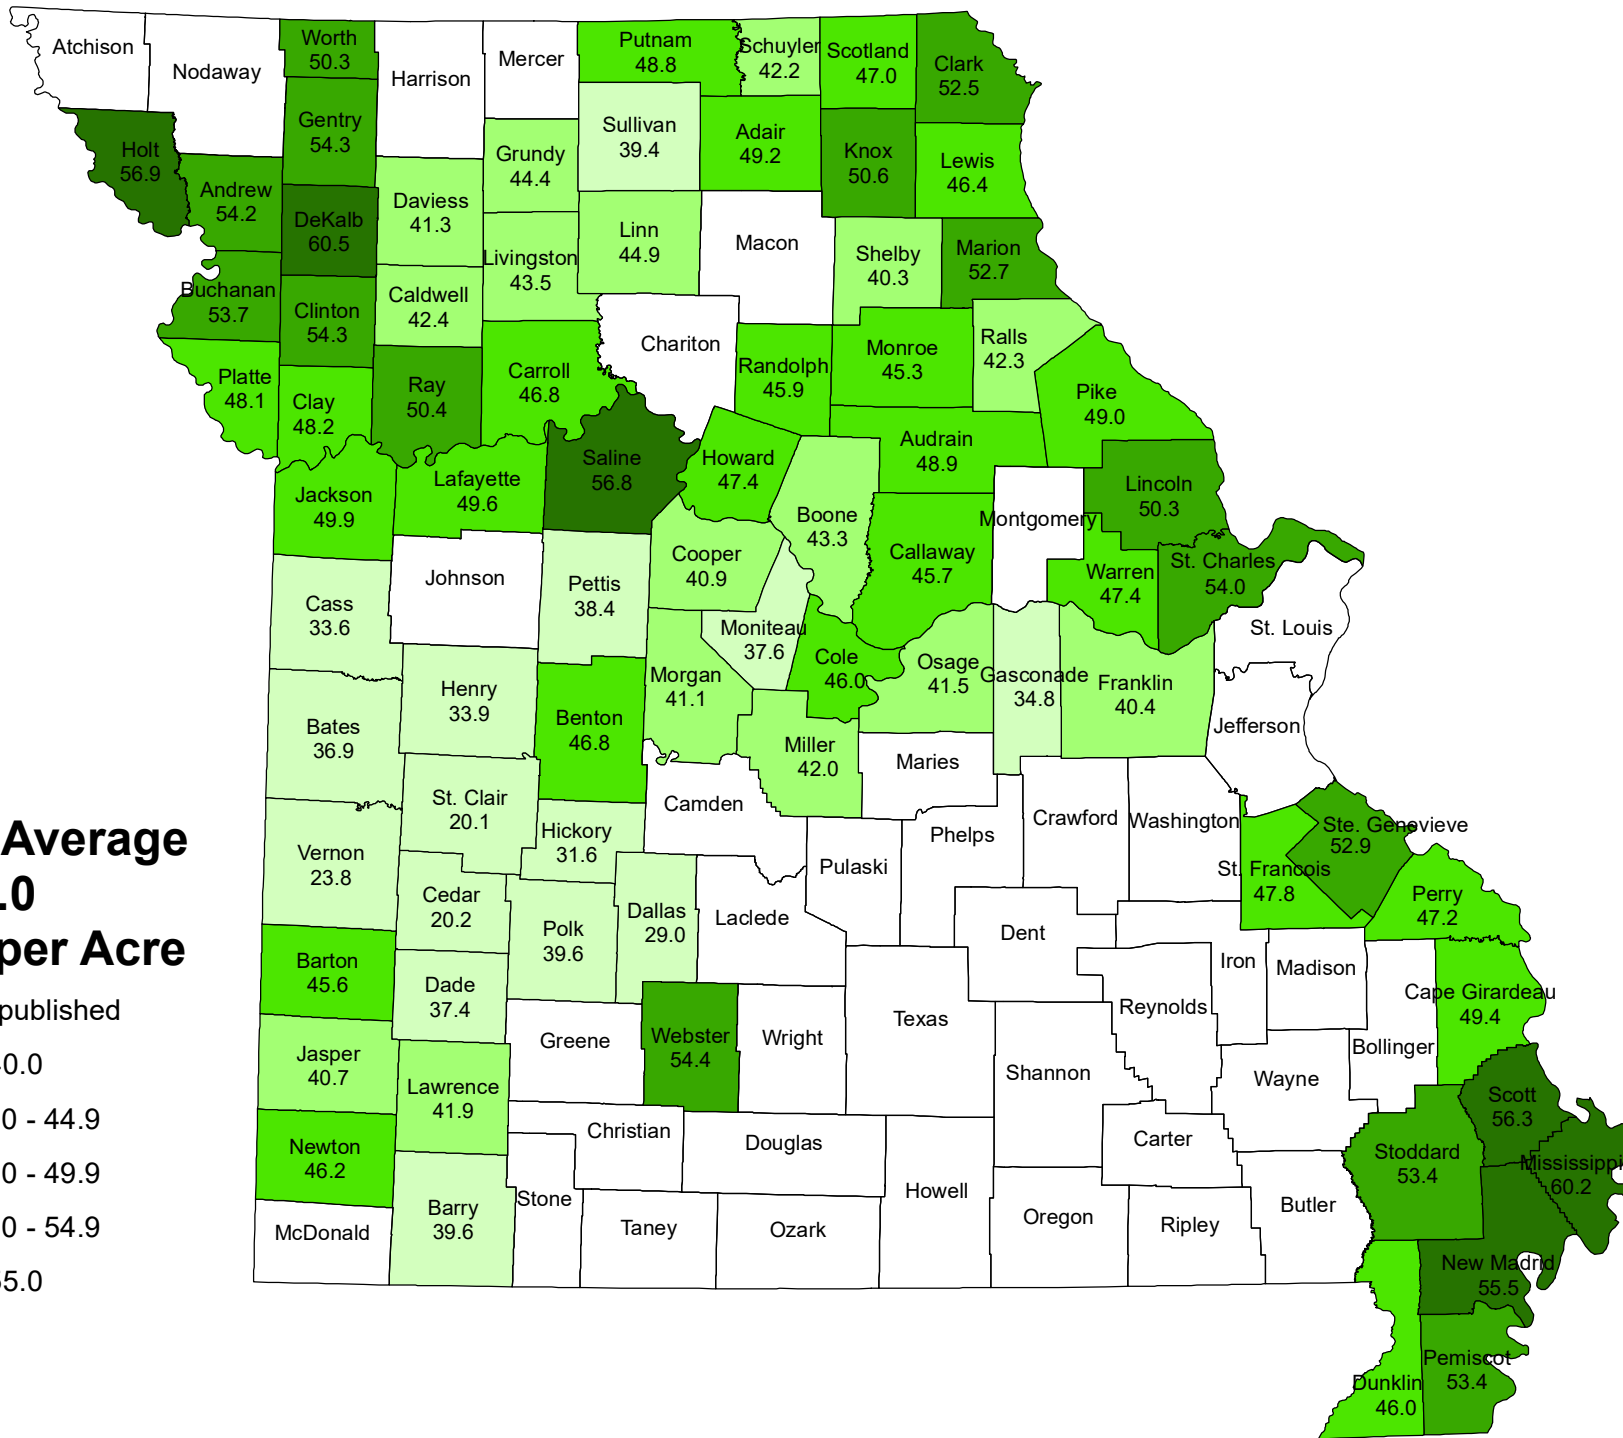 Atchison
Nodaway
Worth
50.3
Harrison
Mercer
Putnam
48.8
Schuyler
42.2
Scotland
47.0
Clark
52.5
Holt
56.9
Gentry
54.3
Grundy
44.4
Sullivan
39.4
Adair
49.2
Knox
50.6
Lewis
46.4
Andrew
54.2
DeKalb
60.5
Daviess
41.3
Livingston
43.5
Linn
44.9
Macon
Shelby
40.3
Marion
52.7
Buchanan
53.7
Clinton
54.3
Caldwell
42.4
Chariton
Randolph
45.9
Monroe
45.3
Ralls
42.3
Pike
49.0
Platte
48.1
Clay
48.2
Ray
50.4
Carroll
46.8
Saline
56.8
Howard
47.4
Audrain
48.9
Lincoln
50.3
Jackson
49.9
Lafayette
49.6
Boone
43.3
Callaway
45.7
Montgomery
Warren
47.4
St. Charles
54.0
St. Louis
Cass
33.6
Johnson
Pettis
38.4
Cooper
40.9
Moniteau
37.6
Cole
46.0
Osage
41.5
Gasconade
34.8
Franklin
40.4
Jefferson
Bates
36.9
Henry
33.9
Benton
46.8
Morgan
41.1
Miller
42.0
Maries
Camden
Crawford
Washington
Phelps
Pulaski
St. Clair
20.1
Hickory
31.6
Vernon
23.8
Cedar
20.2
Polk
39.6
Dallas
29.0
Laclede
Dent
St. Francois
47.8
Ste. Genevieve
52.9
Perry
47.2
Barton
45.6
Dade
37.4
Iron
Madison
Reynolds
Cape Girardeau
49.4
Bollinger
Jasper
40.7
Lawrence
41.9
Greene
Webster
54.4
Wright
Texas
Shannon
Wayne
Scott
56.3
Newton
46.2
Christian
Douglas
Carter
Stoddard
53.4
Mississippi
60.2
McDonald
Barry
39.6
Stone
Taney
Ozark
Howell
Oregon
Ripley
Butler
New Madrid
55.5
Dunklin
46.0
Pemiscot
53.4
Average
.0
per Acre
published
0.0
0 - 44.9
0 - 49.9
0 - 54.9
55.0